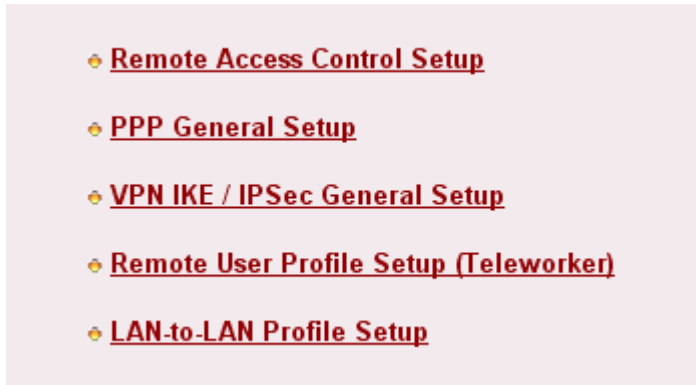 Remote Access Control Setup
PPP General Setup
VPN IKE / IPSec General Setup
Remote User Profile Setup (Teleworker)
LAN-to-LAN Profile Setup